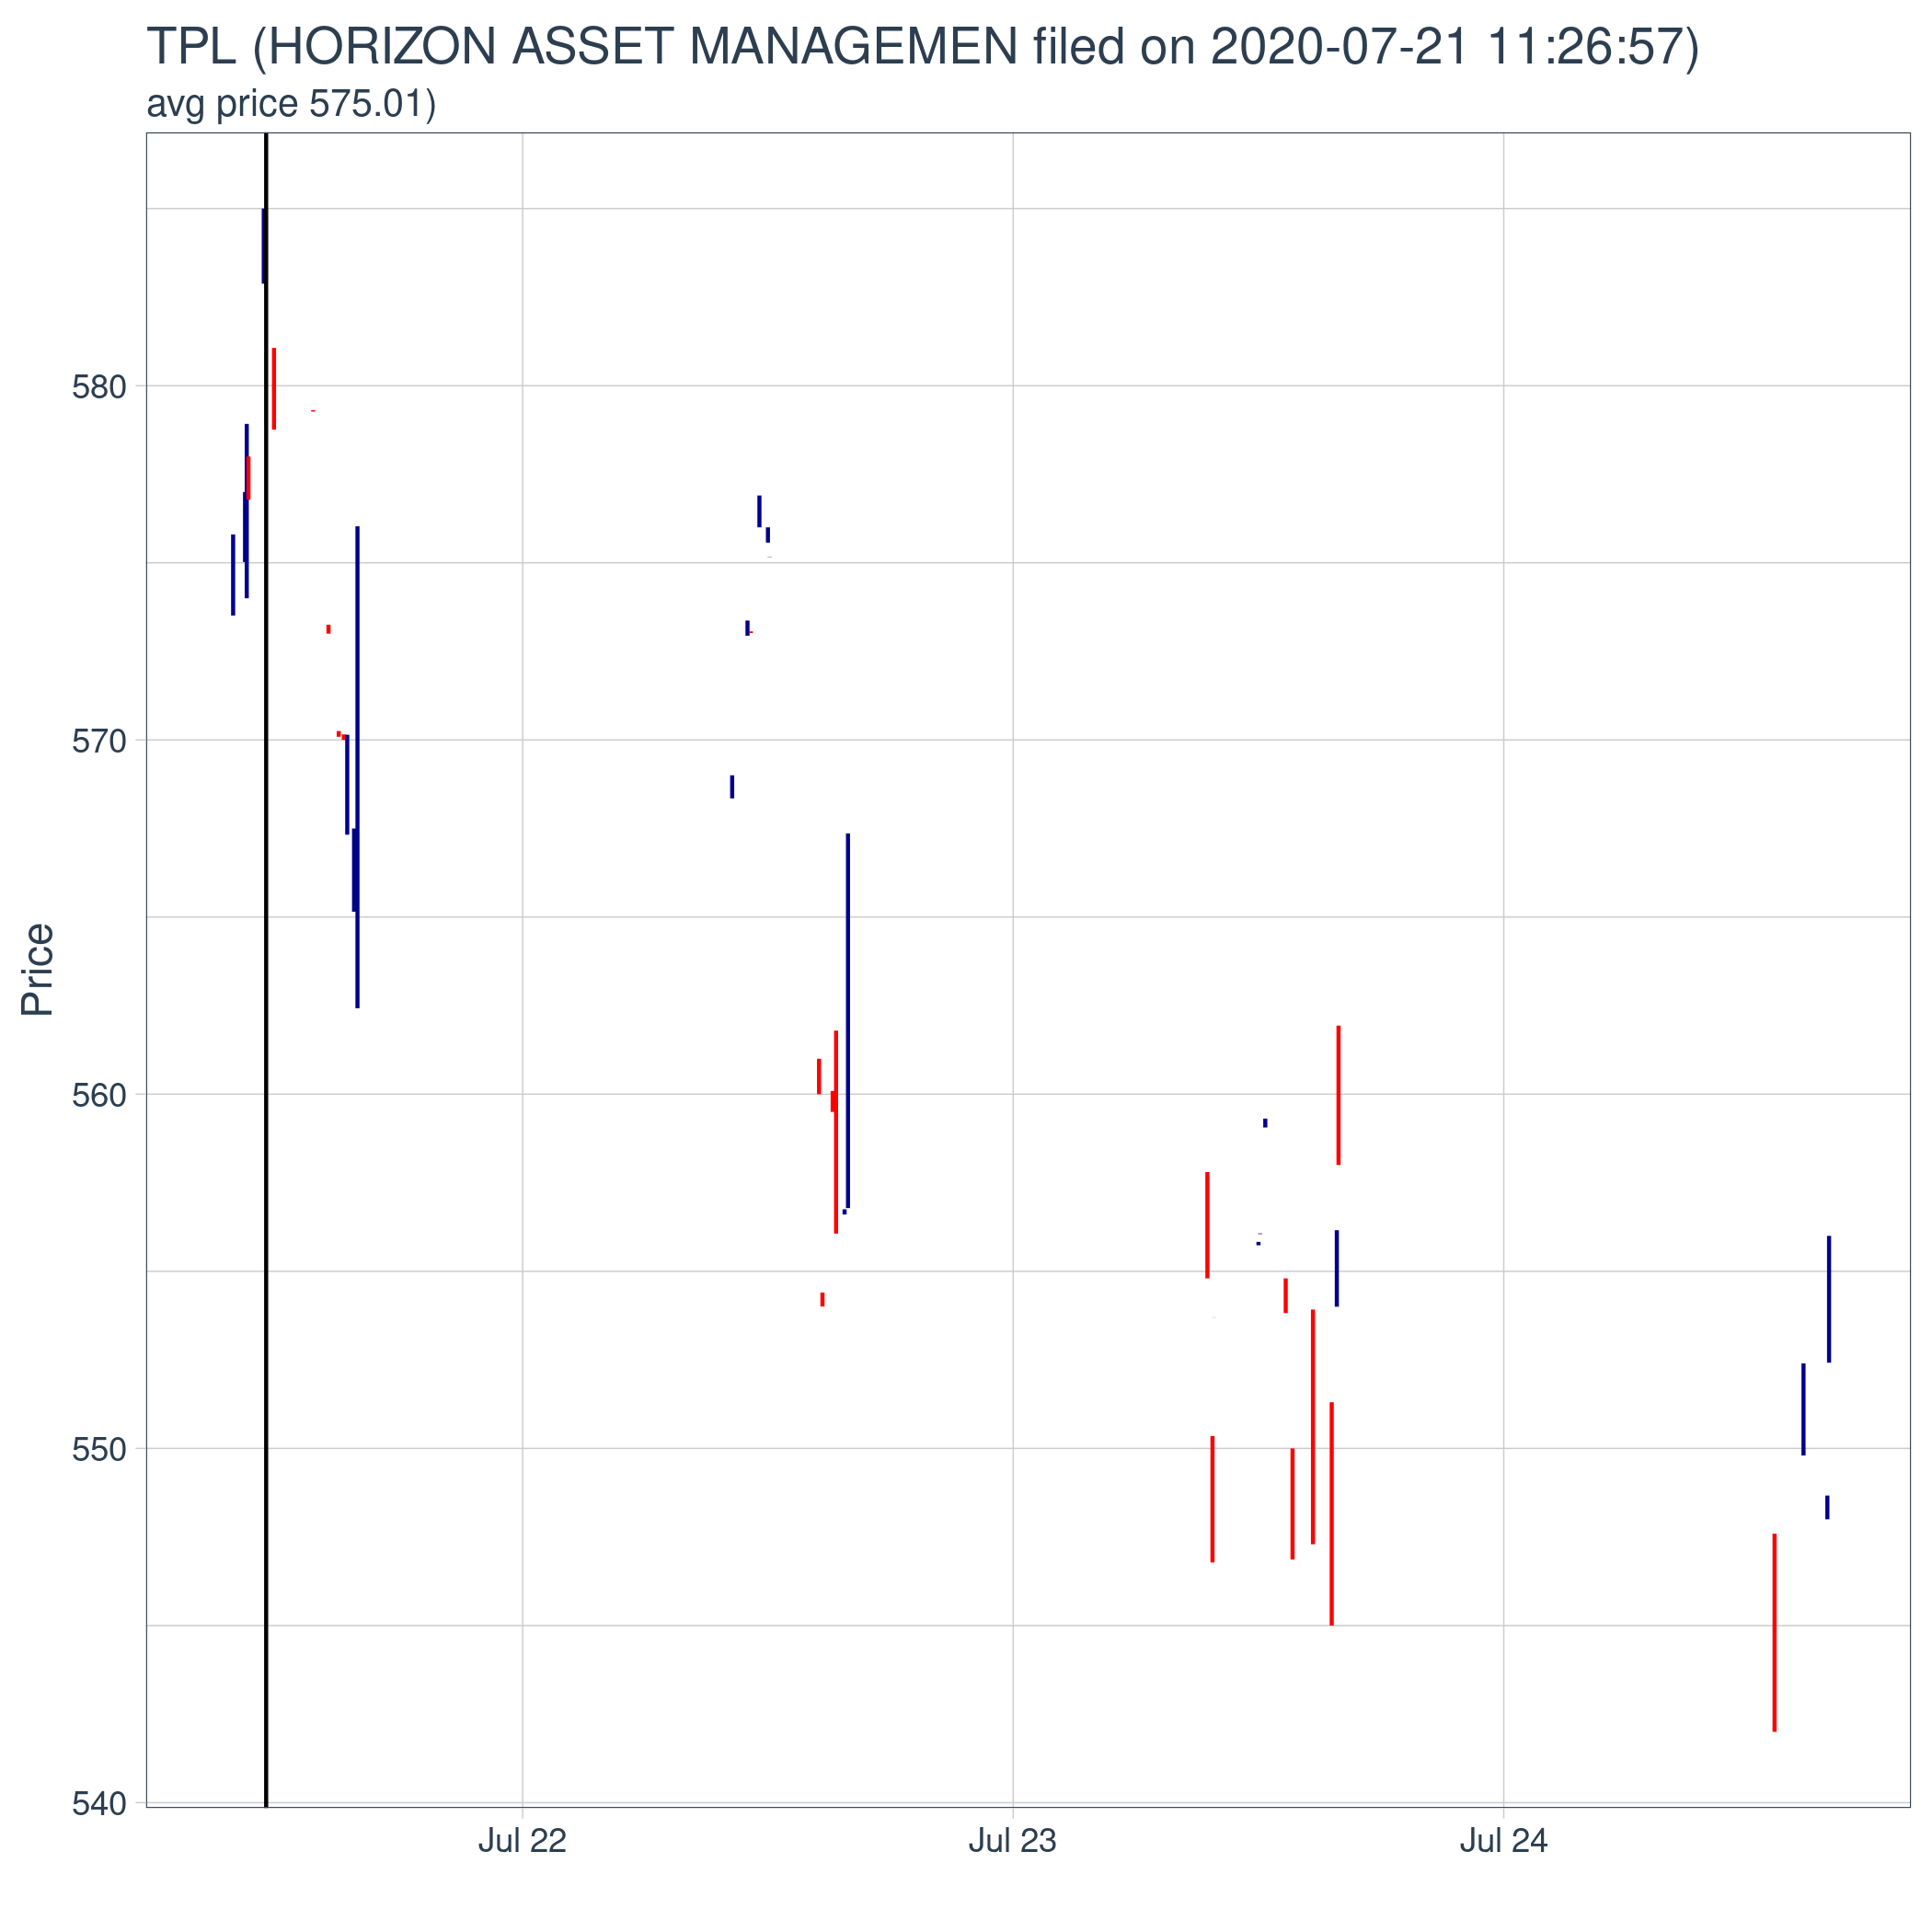 TPL (HORIZON ASSET MANAGEMEN filed on 2020-07-21 11:26:57)
avg price 575.01)
580
570
560
550
540
Price
Jul 22
Jul 23
Jul 24